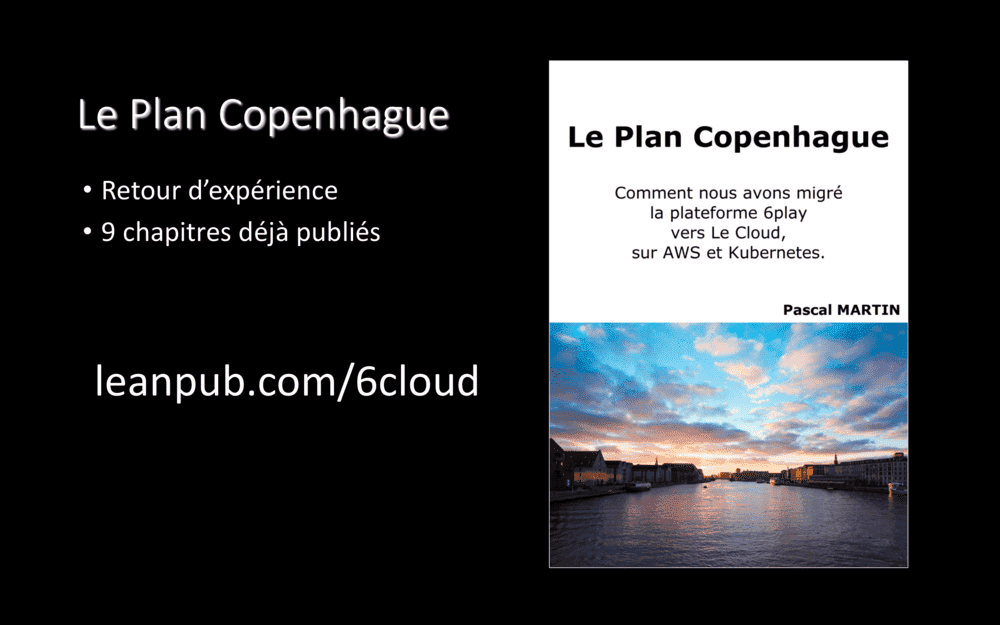 Le Plan Copenhague
• Retour d’expérience
• 9 chapitres déjà publiés
leanpub.com/6cloud
Le Plan Copenhague
Comment nous avons migré
la plateforme 6play
vers Le Cloud,
sur AWS et Kubernetes.
Pascal MARTIN